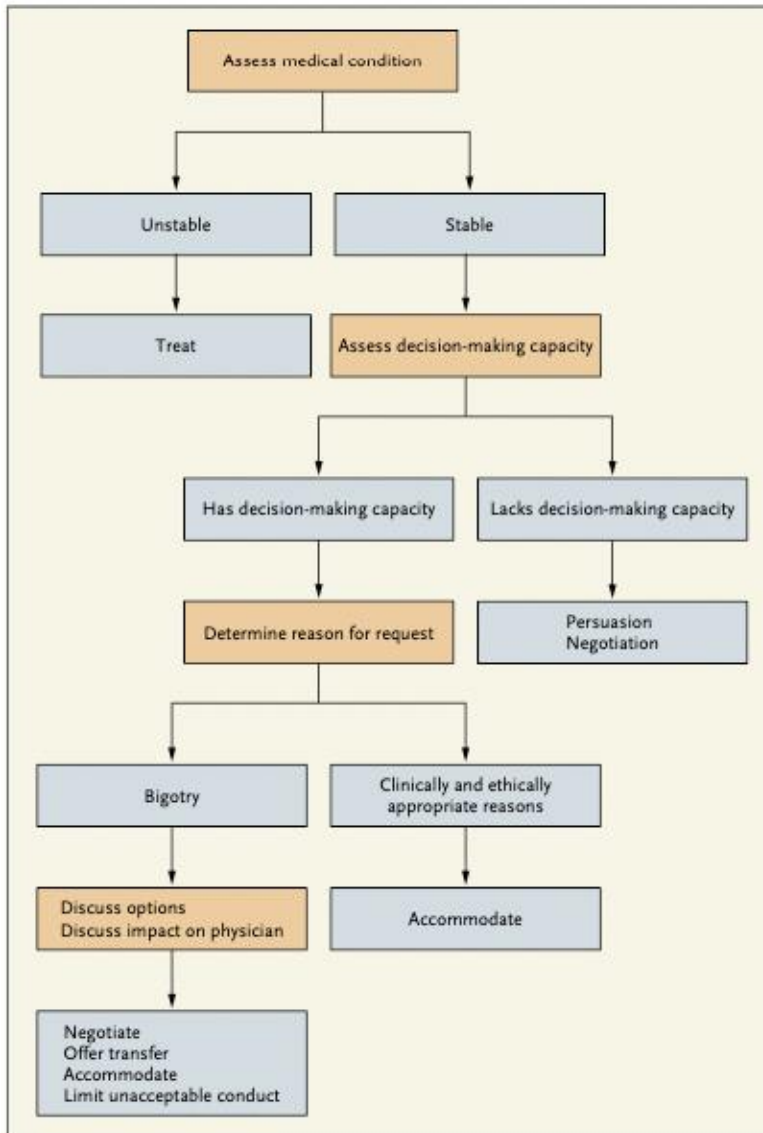 Assess medical condition
Unstable
Stable
Treat
Assess decision-making capacity
Has decision-making capacity
Lacks decision-making capacity
Determine reason for request
Persuasion
Negotiation
Bigotry
Clinically and ethically
appropriate reasons
Discuss options
Discuss impact on physician
Accommodate
Negotiate
Offer transfer
Accommodate
Limit unacceptable conduct